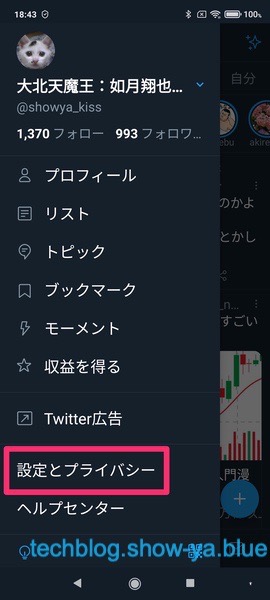 18:43
100%
大北天魔王：如月翔也...
@showya_kiss
1,370 フォロー 993 フォロワ...
自分
プロフィール
リスト
トピック
ブックマーク
モーメント
収益を得る
Twitter広告
設定とプライバシー
ヘルプセンター
ebu
akire
のかよ
とかし
_n...
すごい
入門漫
techblog.show-ya.blue